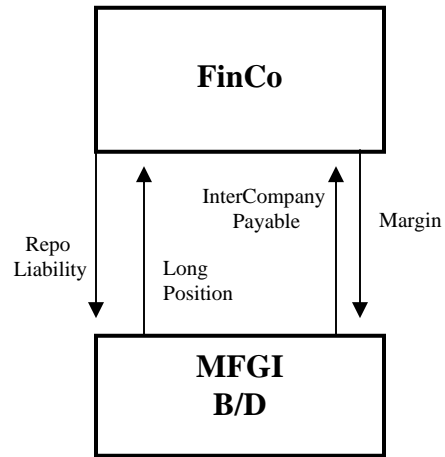 FinCo
InterCompany
Payable
Margin
Repo
Liability
Long
Position
MFGI
B/D